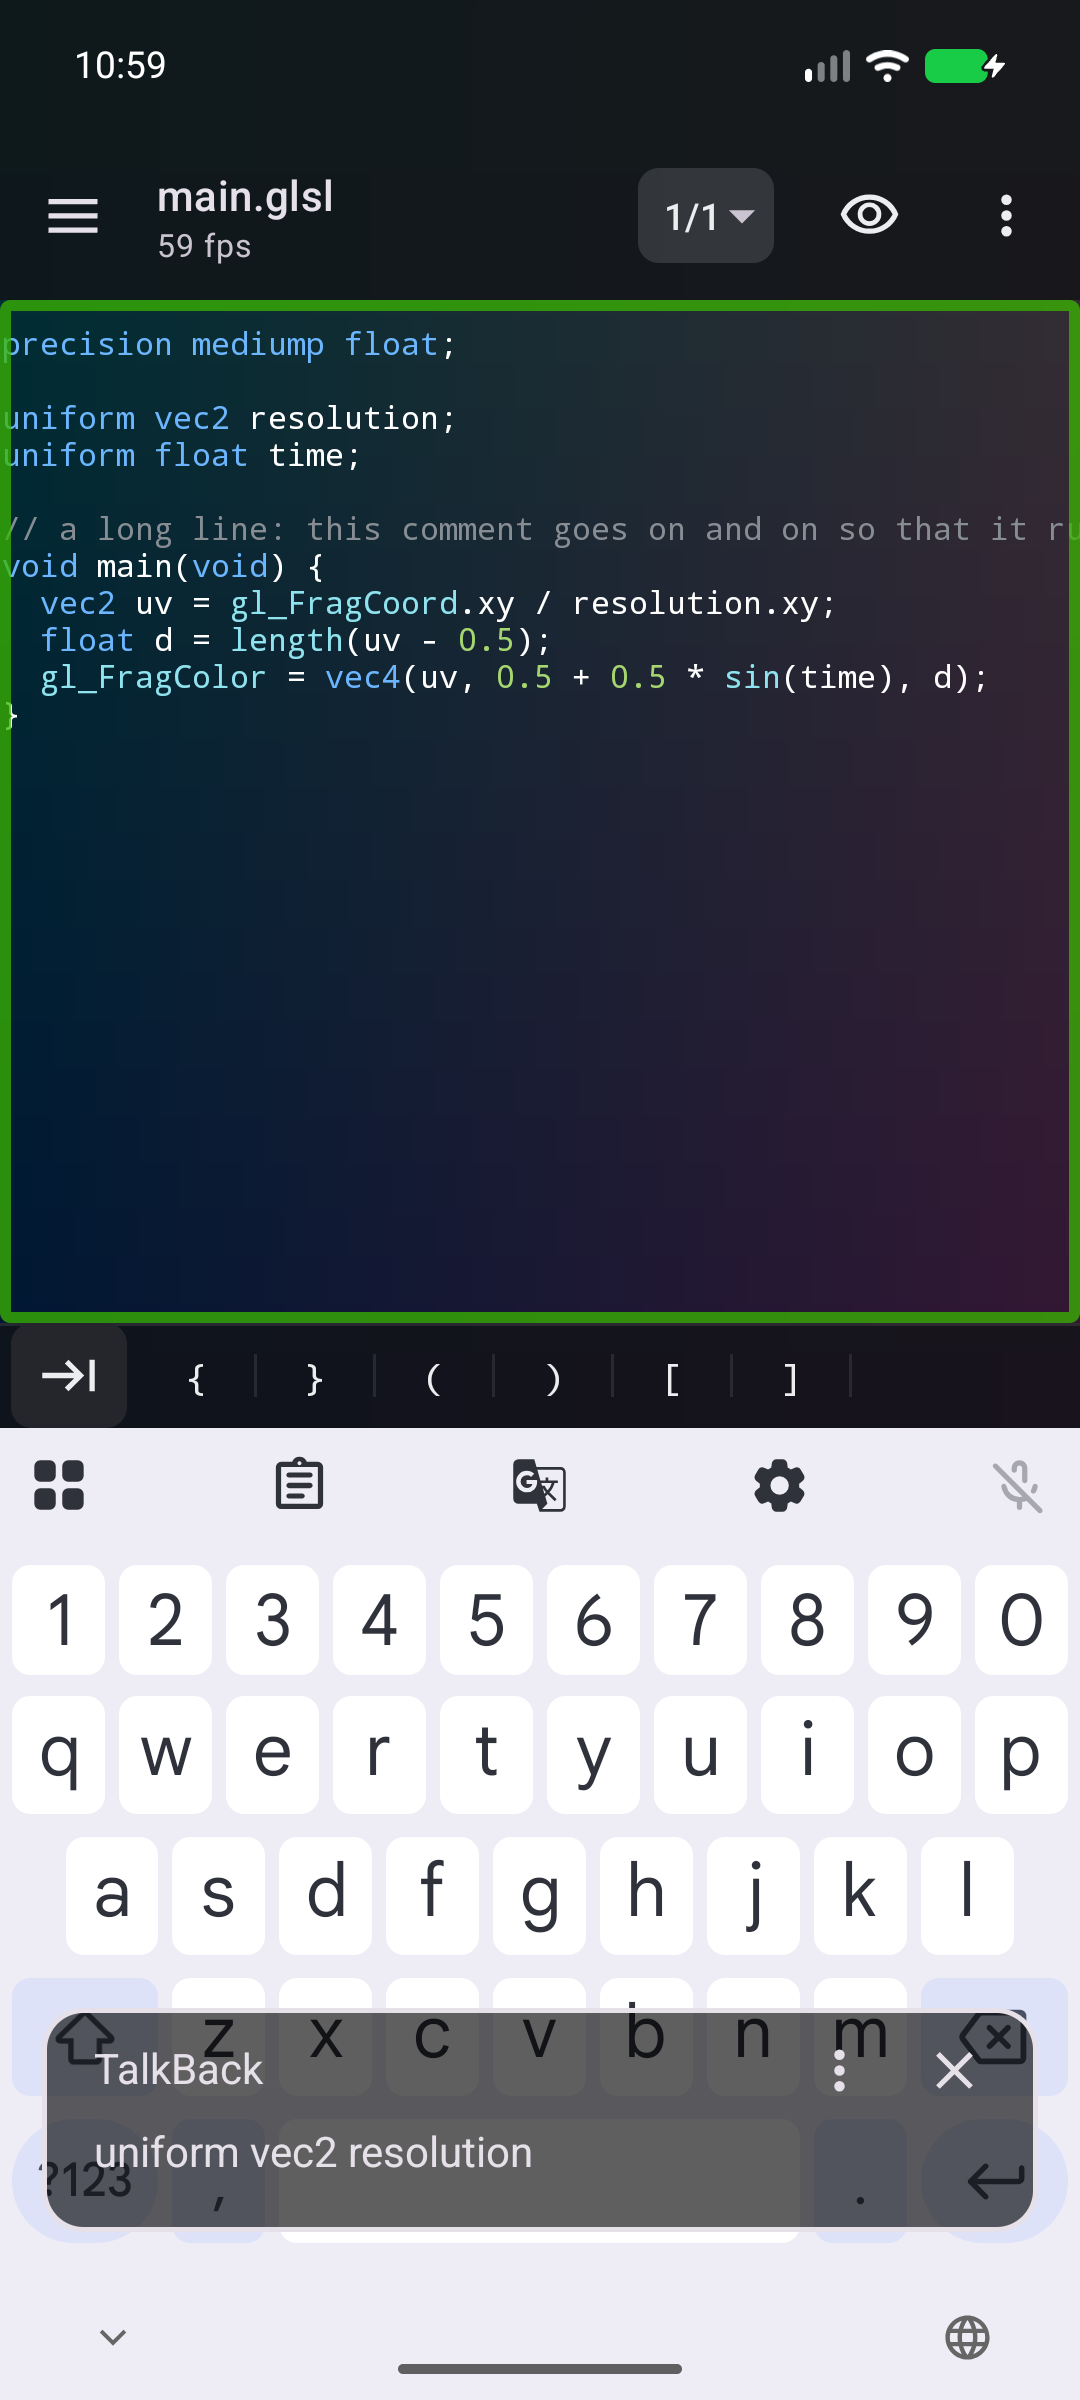 10:59
main.glsl
59 fps
1/1
precision mediump float;
uniform vec2 resolution;
uniform float time;
// a long line: this comment goes on and on so that it ru
void main(void) {
  vec2 uv = gl_FragCoord.xy / resolution.xy;
  float d = length(uv - 0.5);
  gl_FragColor = vec4(uv, 0.5 + 0.5 * sin(time), d);
}
{ } ( ) [ ]
1 2 3 4 5 6 7 8 9 0
q w e r t y u i o p
a s d f g h j k l
z x c v b n m
TalkBack
uniform vec2 resolution
?123 , .